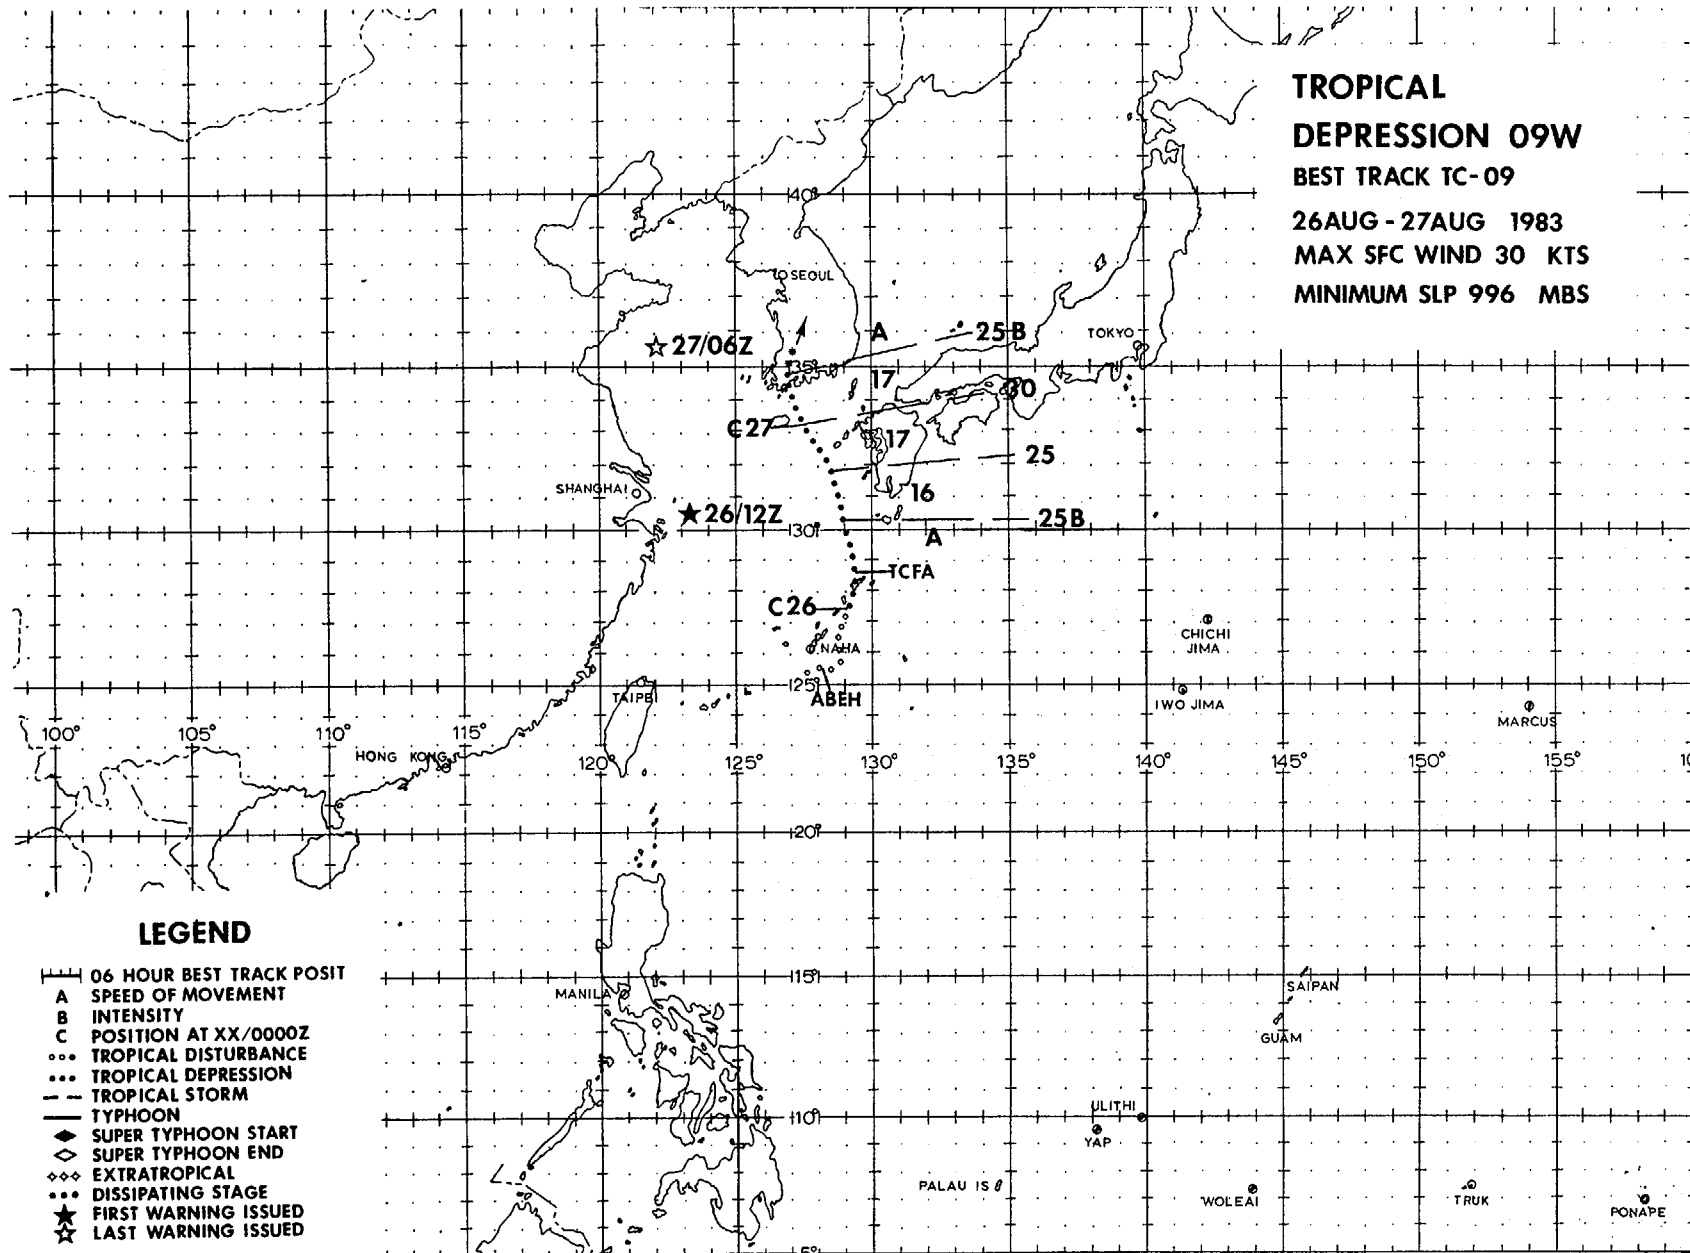 TROPICAL
DEPRESSION 09W
BEST TRACK TC-09
26AUG - 27AUG 1983
MAX SFC WIND 30 KTS
MINIMUM SLP 996 MBS
40°
SEOUL
A
25B
TOKYO
27/06Z
35°
17
30
C27
17
25
SHANGHAI
16
26/12Z
25B
30°
A
TCFA
C26
CHICHI
JIMA
NAHA
25°
TAIPEI
ABEH
IWO JIMA
MARCUS
100° 105° 110° 115°
HONG KONG
120° 125° 130° 135° 140° 145° 150° 155°
20°
LEGEND
06 HOUR BEST TRACK POSIT
A SPEED OF MOVEMENT
B INTENSITY
C POSITION AT XX/0000Z
TROPICAL DISTURBANCE
TROPICAL DEPRESSION
TROPICAL STORM
TYPHOON
SUPER TYPHOON START
SUPER TYPHOON END
EXTRATROPICAL
DISSIPATING STAGE
FIRST WARNING ISSUED
LAST WARNING ISSUED
15°
MANILA
SAIPAN
GUAM
10°
ULITHI
YAP
PALAU IS
WOLEAI
TRUK
PONAPE